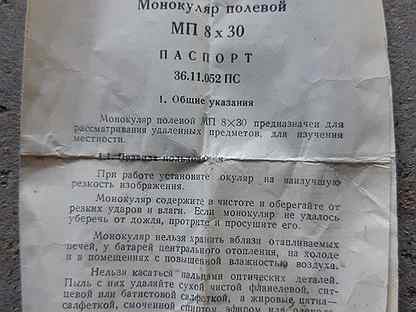 Монокуляр полевой
МП 8×30
ПАСПОРТ
36.11.052 ПС
1. Общие указания
Монокуляр полевой МП 8×30 предназначен для
рассматривания удаленных предметов, для изучения
местности.
При работе установите окуляр на наилучшую
резкость изображения.
Монокуляр содержите в чистоте и оберегайте от
резких ударов и влаги. Если монокуляр не удалось
уберечь от дождя, протрите и просушите его.
Монокуляр нельзя хранить вблизи отапливаемых
печей, у батарей центрального отопления, на холоде
и в помещениях с повышенной влажностью воздуха.
Нельзя касаться пальцами оптических деталей.
Пыль с них удаляйте сухой чистой фланелевой, сит-
цевой или батистовой салфеткой, а жировые пятна—
салфеткой, смоченной спиртом, эфиром или